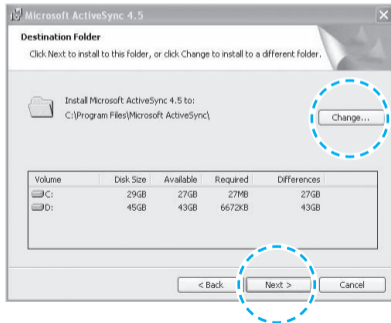 Microsoft ActiveSync 4.5
Destination Folder
Click Next to install to this folder, or click Change to install to a different folder.
Install Microsoft ActiveSync 4.5 to:
C:\Program Files\Microsoft ActiveSync\
Change...
Volume Disk Size Available Required Differences
C: 29GB 27GB 27MB 27GB
D: 45GB 43GB 6672KB 43GB
< Back Next > Cancel